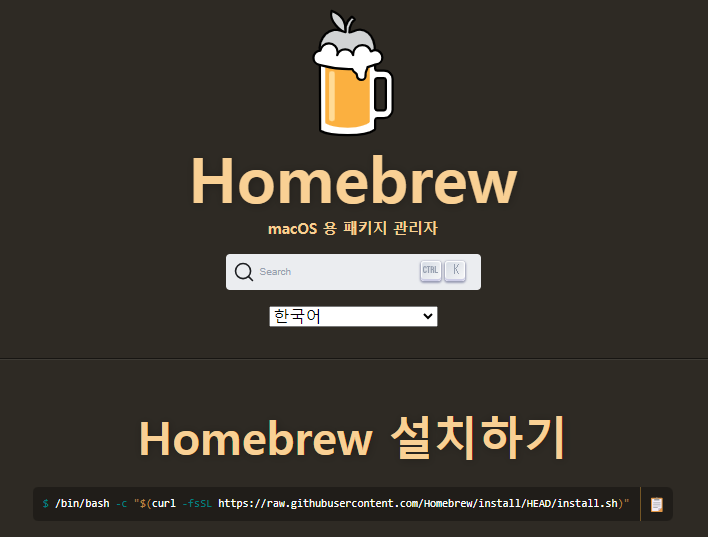 Homebrew
macOS 용 패키지 관리자
Search
CTRL K
한국어
Homebrew 설치하기
$ /bin/bash -c "$(curl -fsSL https://raw.githubusercontent.com/Homebrew/install/HEAD/install.sh)"